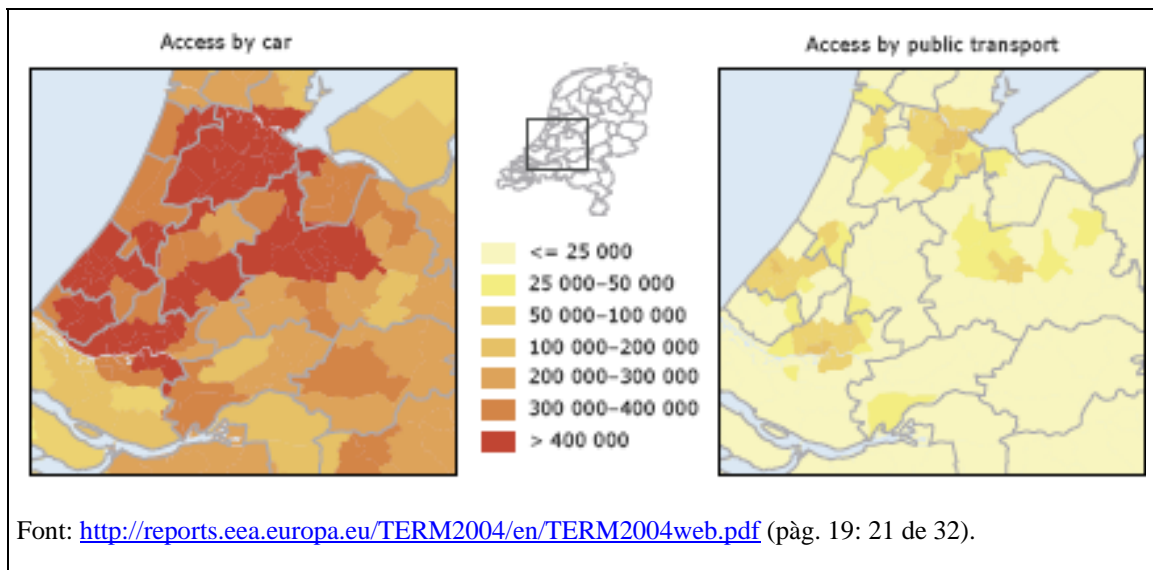 Access by car
Access by public transport
<= 25 000
25 000–50 000
50 000–100 000
100 000–200 000
200 000–300 000
300 000–400 000
> 400 000
Font: http://reports.eea.europa.eu/TERM2004/en/TERM2004web.pdf (pàg. 19: 21 de 32).